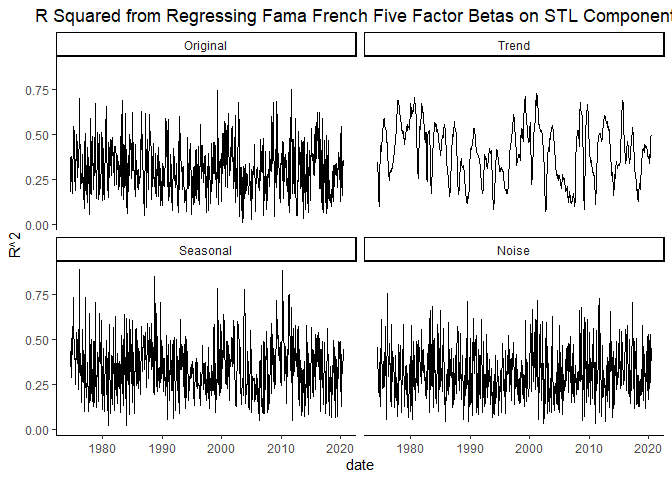 R Squared from Regressing Fama French Five Factor Betas on STL Component
Original
Trend
0.75
0.50
0.25
0.00
Seasonal
Noise
0.75
0.50
0.25
0.00
R^2
1980 1990 2000 2010 2020
1980 1990 2000 2010 2020
date